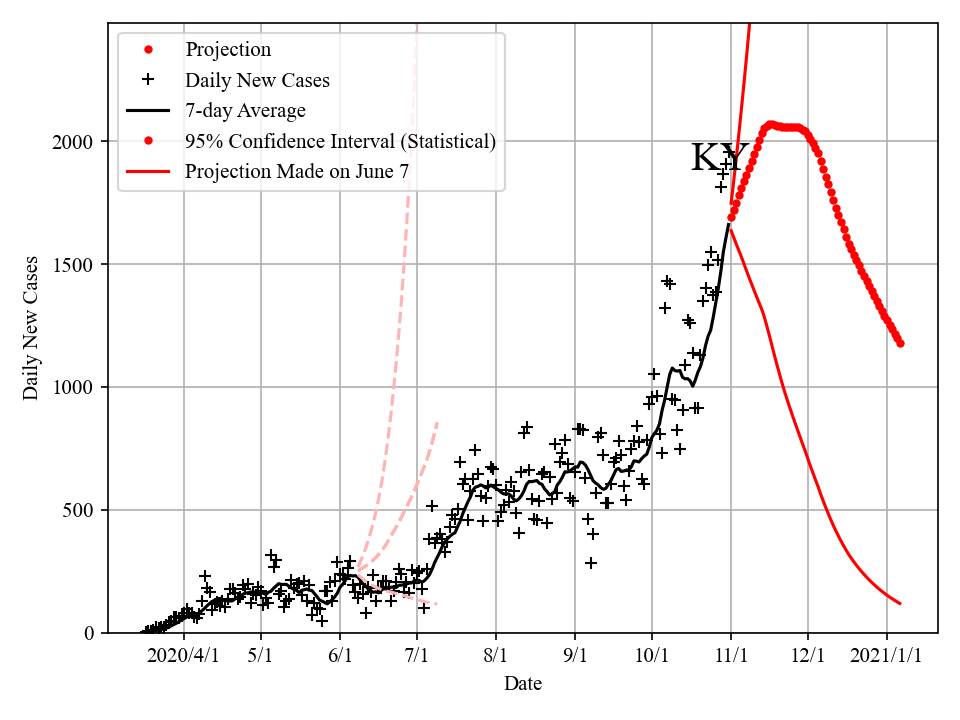 Projection
Daily New Cases
7-day Average
95% Confidence Interval (Statistical)
Projection Made on June 7
KY
Daily New Cases
2000
1500
1000
500
0
2020/4/1 5/1 6/1 7/1 8/1 9/1 10/1 11/1 12/1 2021/1/1
Date